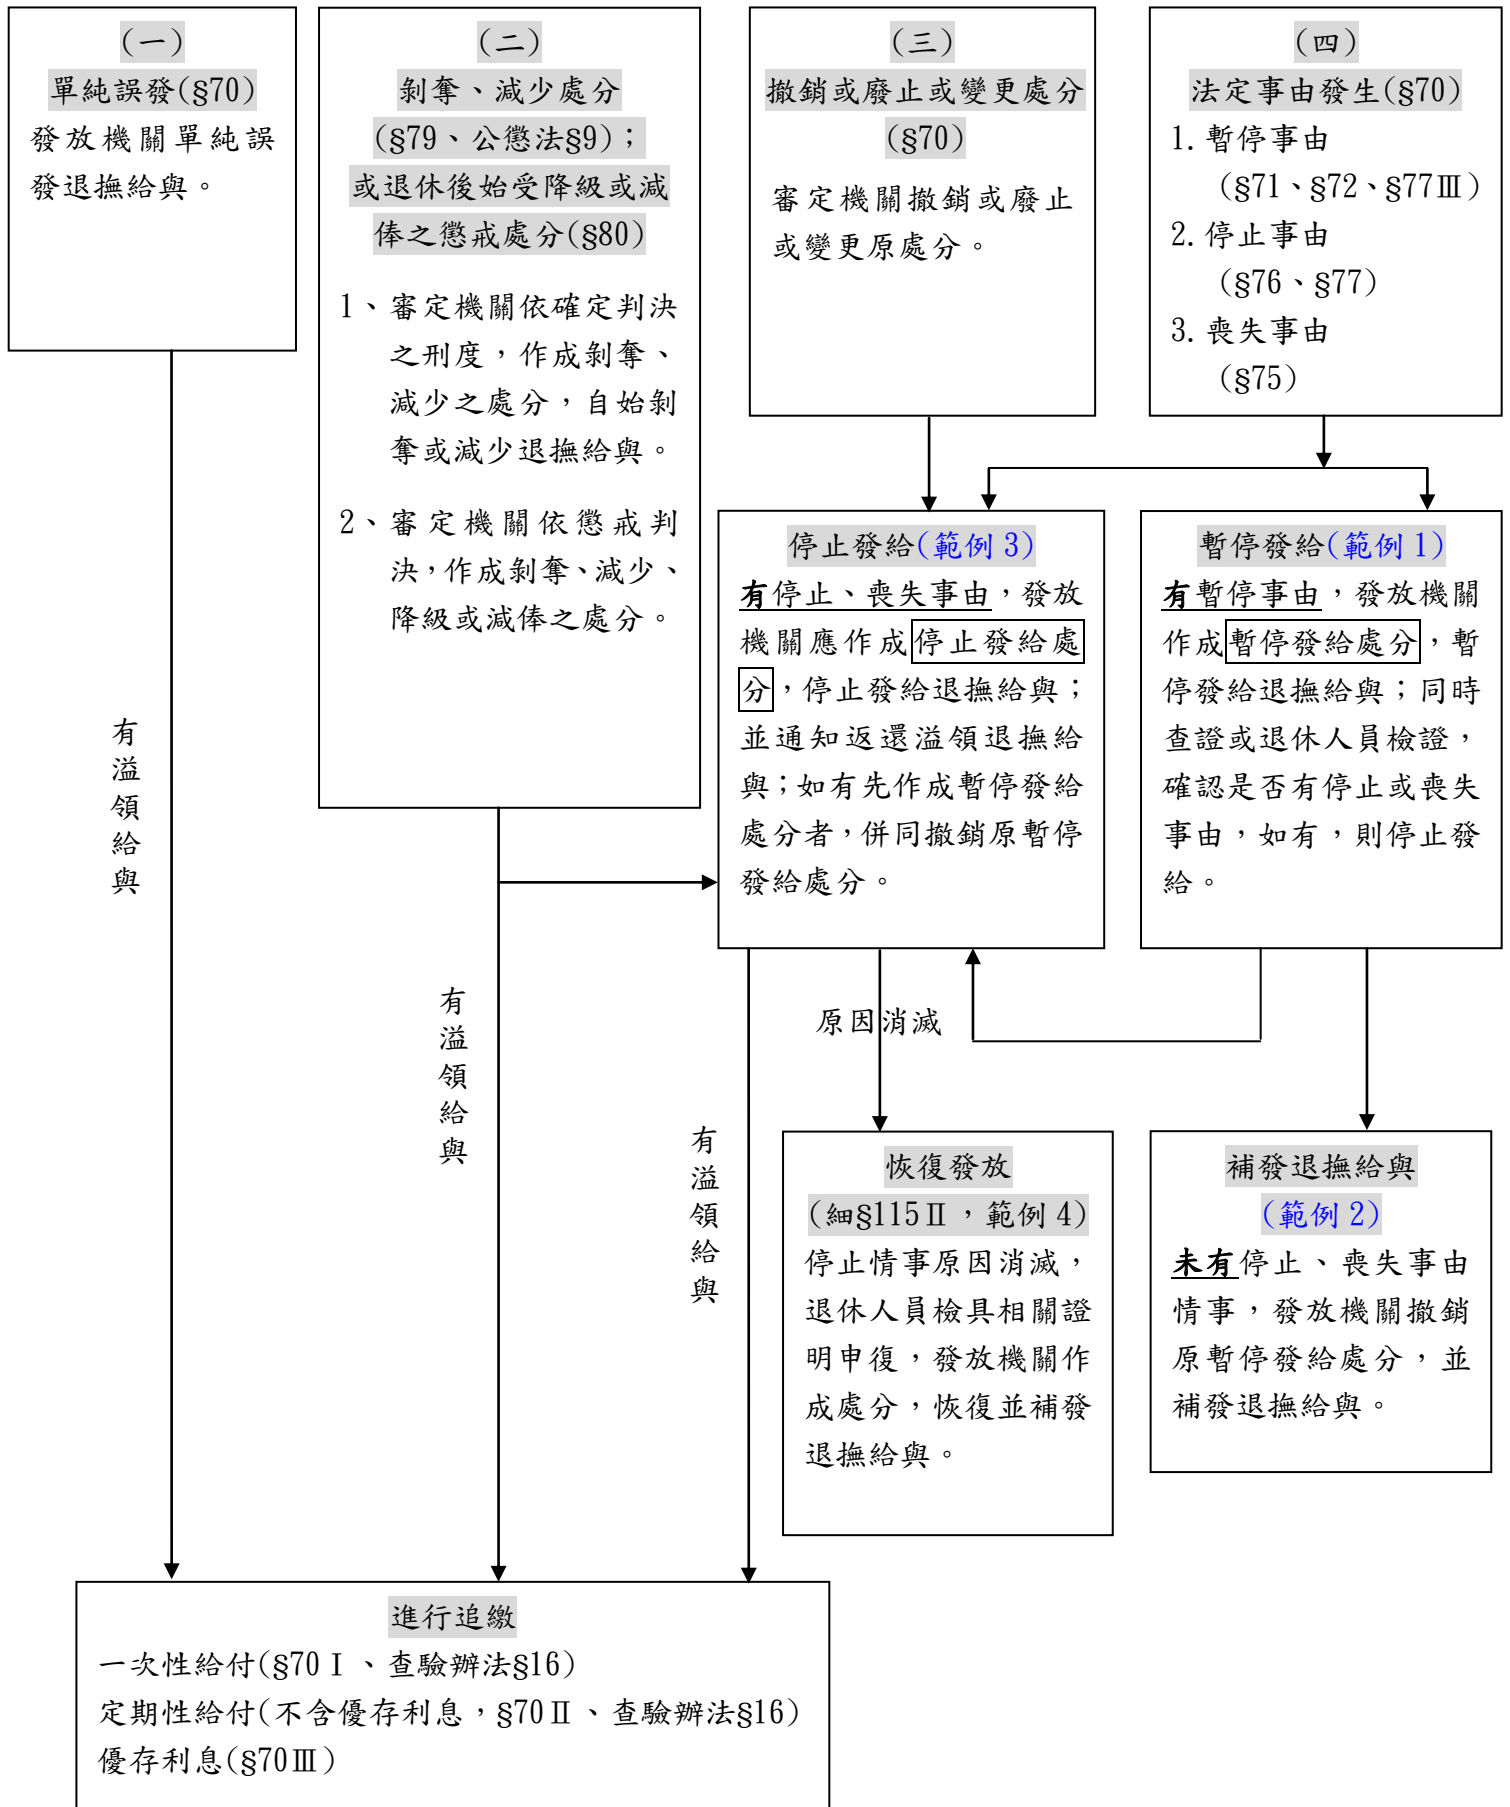 (一)
單純誤發(§70)
發放機關單純誤
發退撫給與。
(二)
剝奪、減少處分
(§79、公懲法§9)；
或退休後始受降級或減
俸之懲戒處分(§80)
1、審定機關依確定判決
之刑度，作成剝奪、
減少之處分，自始剝
奪或減少退撫給與。
2、審定機關依懲戒判
決，作成剝奪、減少、
降級或減俸之處分。
(三)
撤銷或廢止或變更處分
(§70)
審定機關撤銷或廢止
或變更原處分。
(四)
法定事由發生(§70)
1. 暫停事由
(§71、§72、§77Ⅲ)
2. 停止事由
(§76、§77)
3. 喪失事由
(§75)
停止發給(範例 3)
有停止、喪失事由，發放
機關應作成停止發給處
分，停止發給退撫給與；
並通知返還溢領退撫給
與；如有先作成暫停發給
處分者，併同撤銷原暫停
發給處分。
暫停發給(範例 1)
有暫停事由，發放機關
作成暫停發給處分，暫
停發給退撫給與；同時
查證或退休人員檢證，
確認是否有停止或喪失
事由，如有，則停止發
給。
有溢領給與
有溢領給與
有溢領給與
原因消滅
恢復發放
(細§115Ⅱ，範例 4)
停止情事原因消滅，
退休人員檢具相關證
明申復，發放機關作
成處分，恢復並補發
退撫給與。
補發退撫給與
(範例 2)
未有停止、喪失事由
情事，發放機關撤銷
原暫停發給處分，並
補發退撫給與。
進行追繳
一次性給付(§70Ⅰ、查驗辦法§16)
定期性給付(不含優存利息，§70Ⅱ、查驗辦法§16)
優存利息(§70Ⅲ)